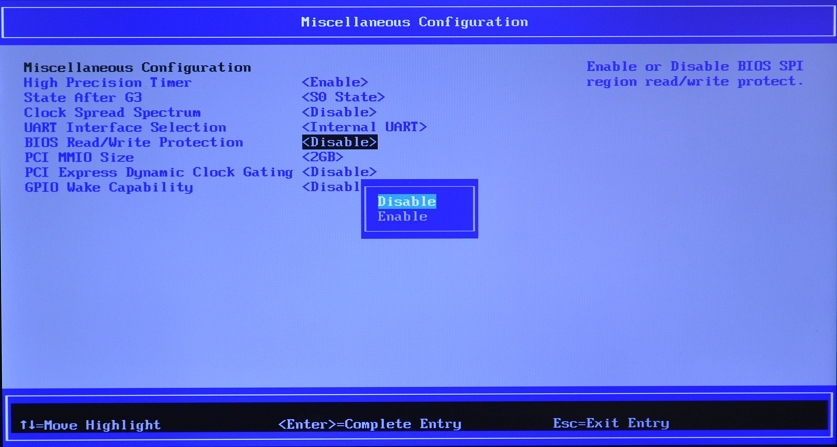 Miscellaneous Configuration
Miscellaneous Configuration
High Precision Timer <Enable>
State After G3 <S0 State>
Clock Spread Spectrum <Disable>
UART Interface Selection <Internal UART>
BIOS Read/Write Protection <Disable>
PCI MMIO Size <2GB>
PCI Express Dynamic Clock Gating <Disable>
GPIO Wake Capability <Disabl
Disable
Enable
Enable or Disable BIOS SPI
region read/write protect.
↑↓=Move Highlight <Enter>=Complete Entry Esc=Exit Entry